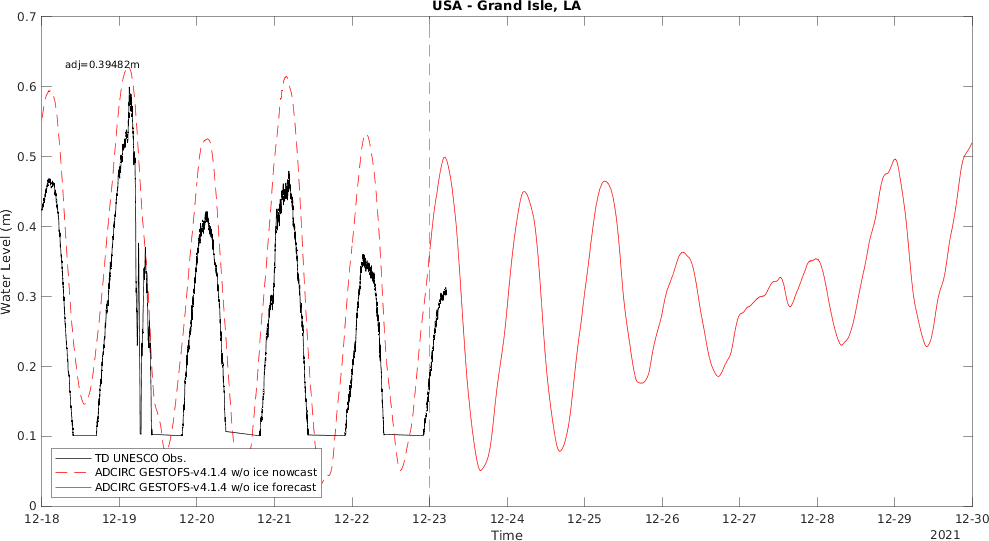 USA - Grand Isle, LA
0.7
0.6
0.5
0.4
0.3
0.2
0.1
0
Water Level (m)
adj=0.39482m
TD UNESCO Obs.
ADCIRC GESTOFS-v4.1.4 w/o ice nowcast
ADCIRC GESTOFS-v4.1.4 w/o ice forecast
12-18 12-19 12-20 12-21 12-22 12-23 12-24 12-25 12-26 12-27 12-28 12-29 12-30
Time
2021